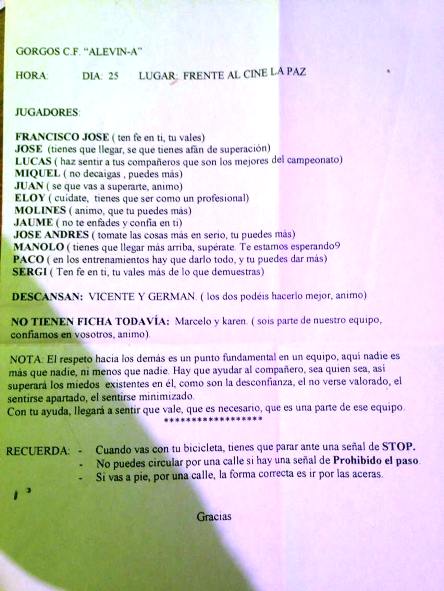 GORGOS C.F. "ALEVIN-A"
HORA: DIA: 25 LUGAR: FRENTE AL CINE LA PAZ
JUGADORES:
FRANCISCO JOSE ( ten fe en ti, tu vales)
JOSE (tienes que llegar, se que tienes afán de superación)
LUCAS ( haz sentir a tus compañeros que son los mejores del campeonato)
MIQUEL ( no decaigas , puedes más)
JUAN ( se que vas a superarte, animo)
ELOY ( cuidate, tienes que ser como un profesional)
MOLINES ( animo, que tu puedes más)
JAUME ( no te enfades y confia en ti)
JOSE ANDRES ( tomate las cosas más en serio, tu puedes más)
MANOLO ( tienes que llegar más arriba, supérate. Te estamos esperando9
PACO ( en los entrenamientos hay que darlo todo, y tu puedes dar más)
SERGI ( Ten fe en ti, tu vales más de lo que demuestras)
DESCANSAN: VICENTE Y GERMAN. ( los dos podéis hacerlo mejor, animo)
NO TIENEN FICHA TODAVÍA: Marcelo y karen. ( sois parte de nuestro equipo,
confiamos en vosotros, animo)
NOTA: El respeto hacia los demás es un punto fundamental en un equipo, aquí nadie es
más que nadie, ni menos que nadie. Hay que ayudar al compañero, sea quien sea, así
superará los miedos existentes en él, como son la desconfianza, el no verse valorado, el
sentirse apartado, el sentirse minimizado.
Con tu ayuda, llegará a sentir que vale, que es necesario, que es una parte de ese equipo.
*****************
RECUERDA: - Cuando vas con tu bicicleta, tienes que parar ante una señal de STOP.
- No puedes circular por una calle si hay una señal de Prohibido el paso.
- Si vas a pie, por una calle, la forma correcta es ir por las aceras.
Gracias